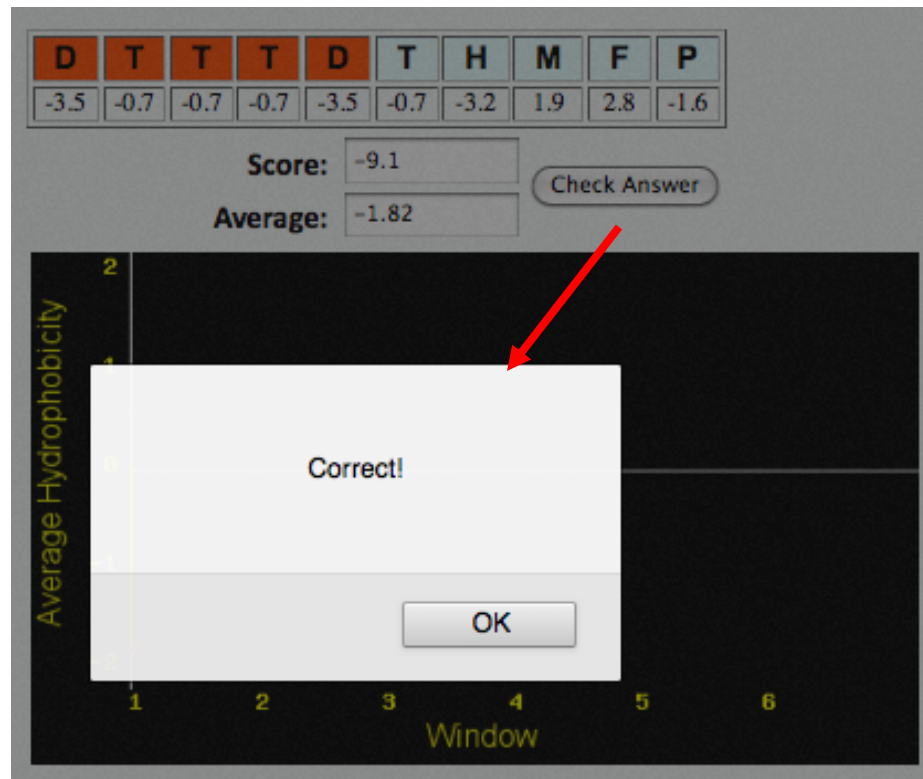 D T T T D T H M F P
-3.5 -0.7 -0.7 -0.7 -3.5 -0.7 -3.2 1.9 2.8 -1.6
Score: -9.1
Check Answer
Average: -1.82
2
1
0
-1
-2
Average Hydrophobicity
Correct!
OK
1 2 3 4 5 6
Window